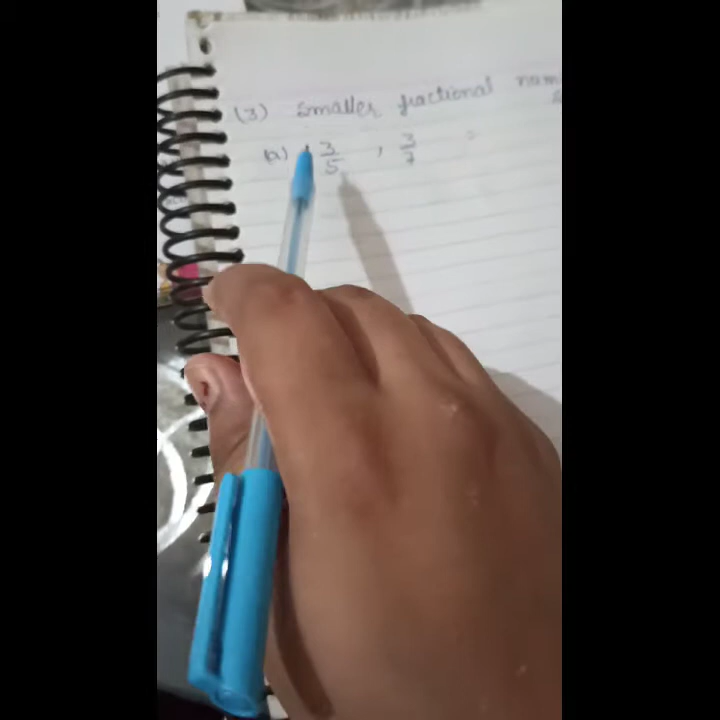 (3) smaller fractional
(a) 3/5 , 3/7